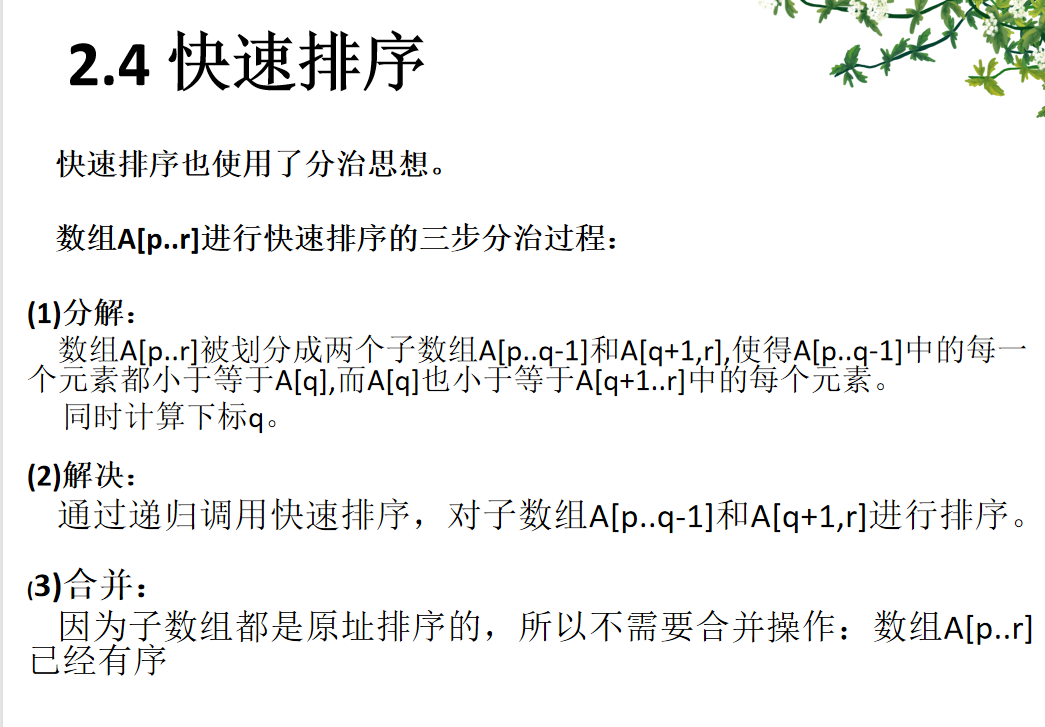 2.4 快速排序
快速排序也使用了分治思想。
数组A[p..r]进行快速排序的三步分治过程：
(1)分解：
数组A[p..r]被划分成两个子数组A[p..q-1]和A[q+1,r],使得A[p..q-1]中的每一
个元素都小于等于A[q],而A[q]也小于等于A[q+1..r]中的每个元素。
同时计算下标q。
(2)解决：
通过递归调用快速排序，对子数组A[p..q-1]和A[q+1,r]进行排序。
(3)合并：
因为子数组都是原址排序的，所以不需要合并操作：数组A[p..r]
已经有序